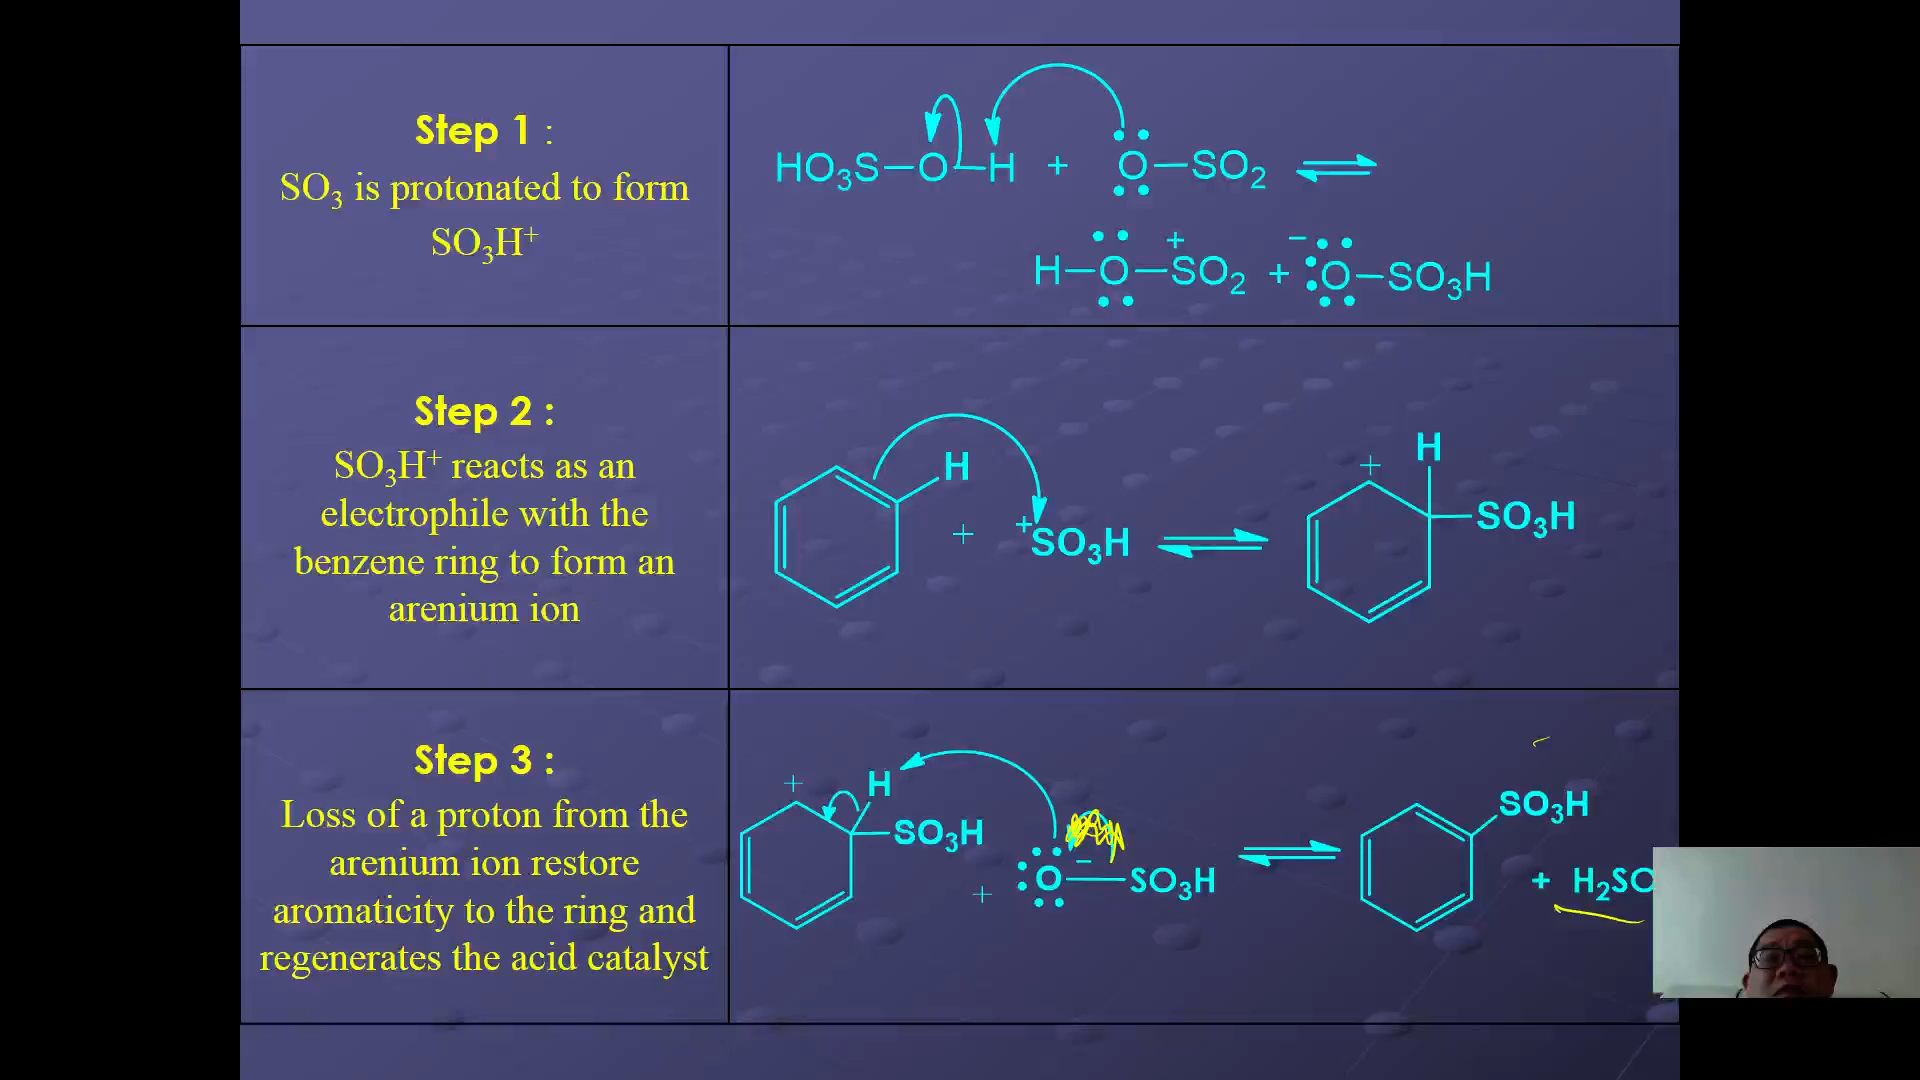 Step 1 :
SO₃ is protonated to form
SO₃H⁺
HO₃S—O—H + O—SO₂
H—O—SO₂ + O—SO₃H
+ −
Step 2 :
SO₃H⁺ reacts as an
electrophile with the
benzene ring to form an
arenium ion
H
+ ⁺SO₃H
+ H
SO₃H
Step 3 :
Loss of a proton from the
arenium ion restore
aromaticity to the ring and
regenerates the acid catalyst
+ H
SO₃H
+ O⁻—SO₃H
SO₃H
+ H₂SO